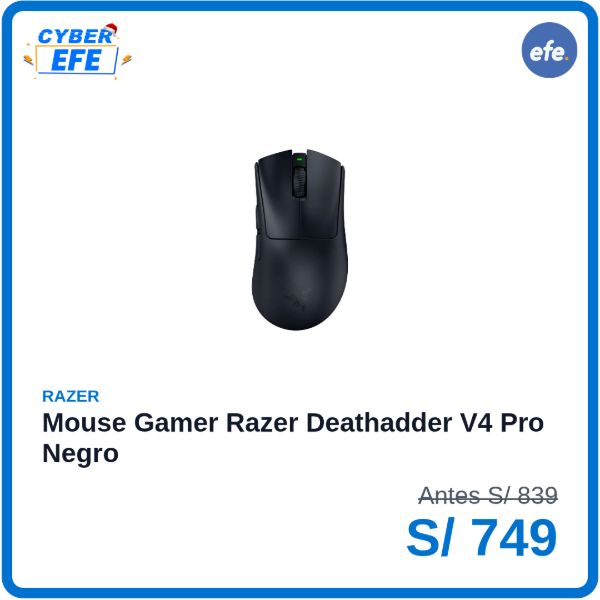 CYBER
EFE
efe.
RAZER
Mouse Gamer Razer Deathadder V4 Pro
Negro
Antes S/ 839
S/ 749